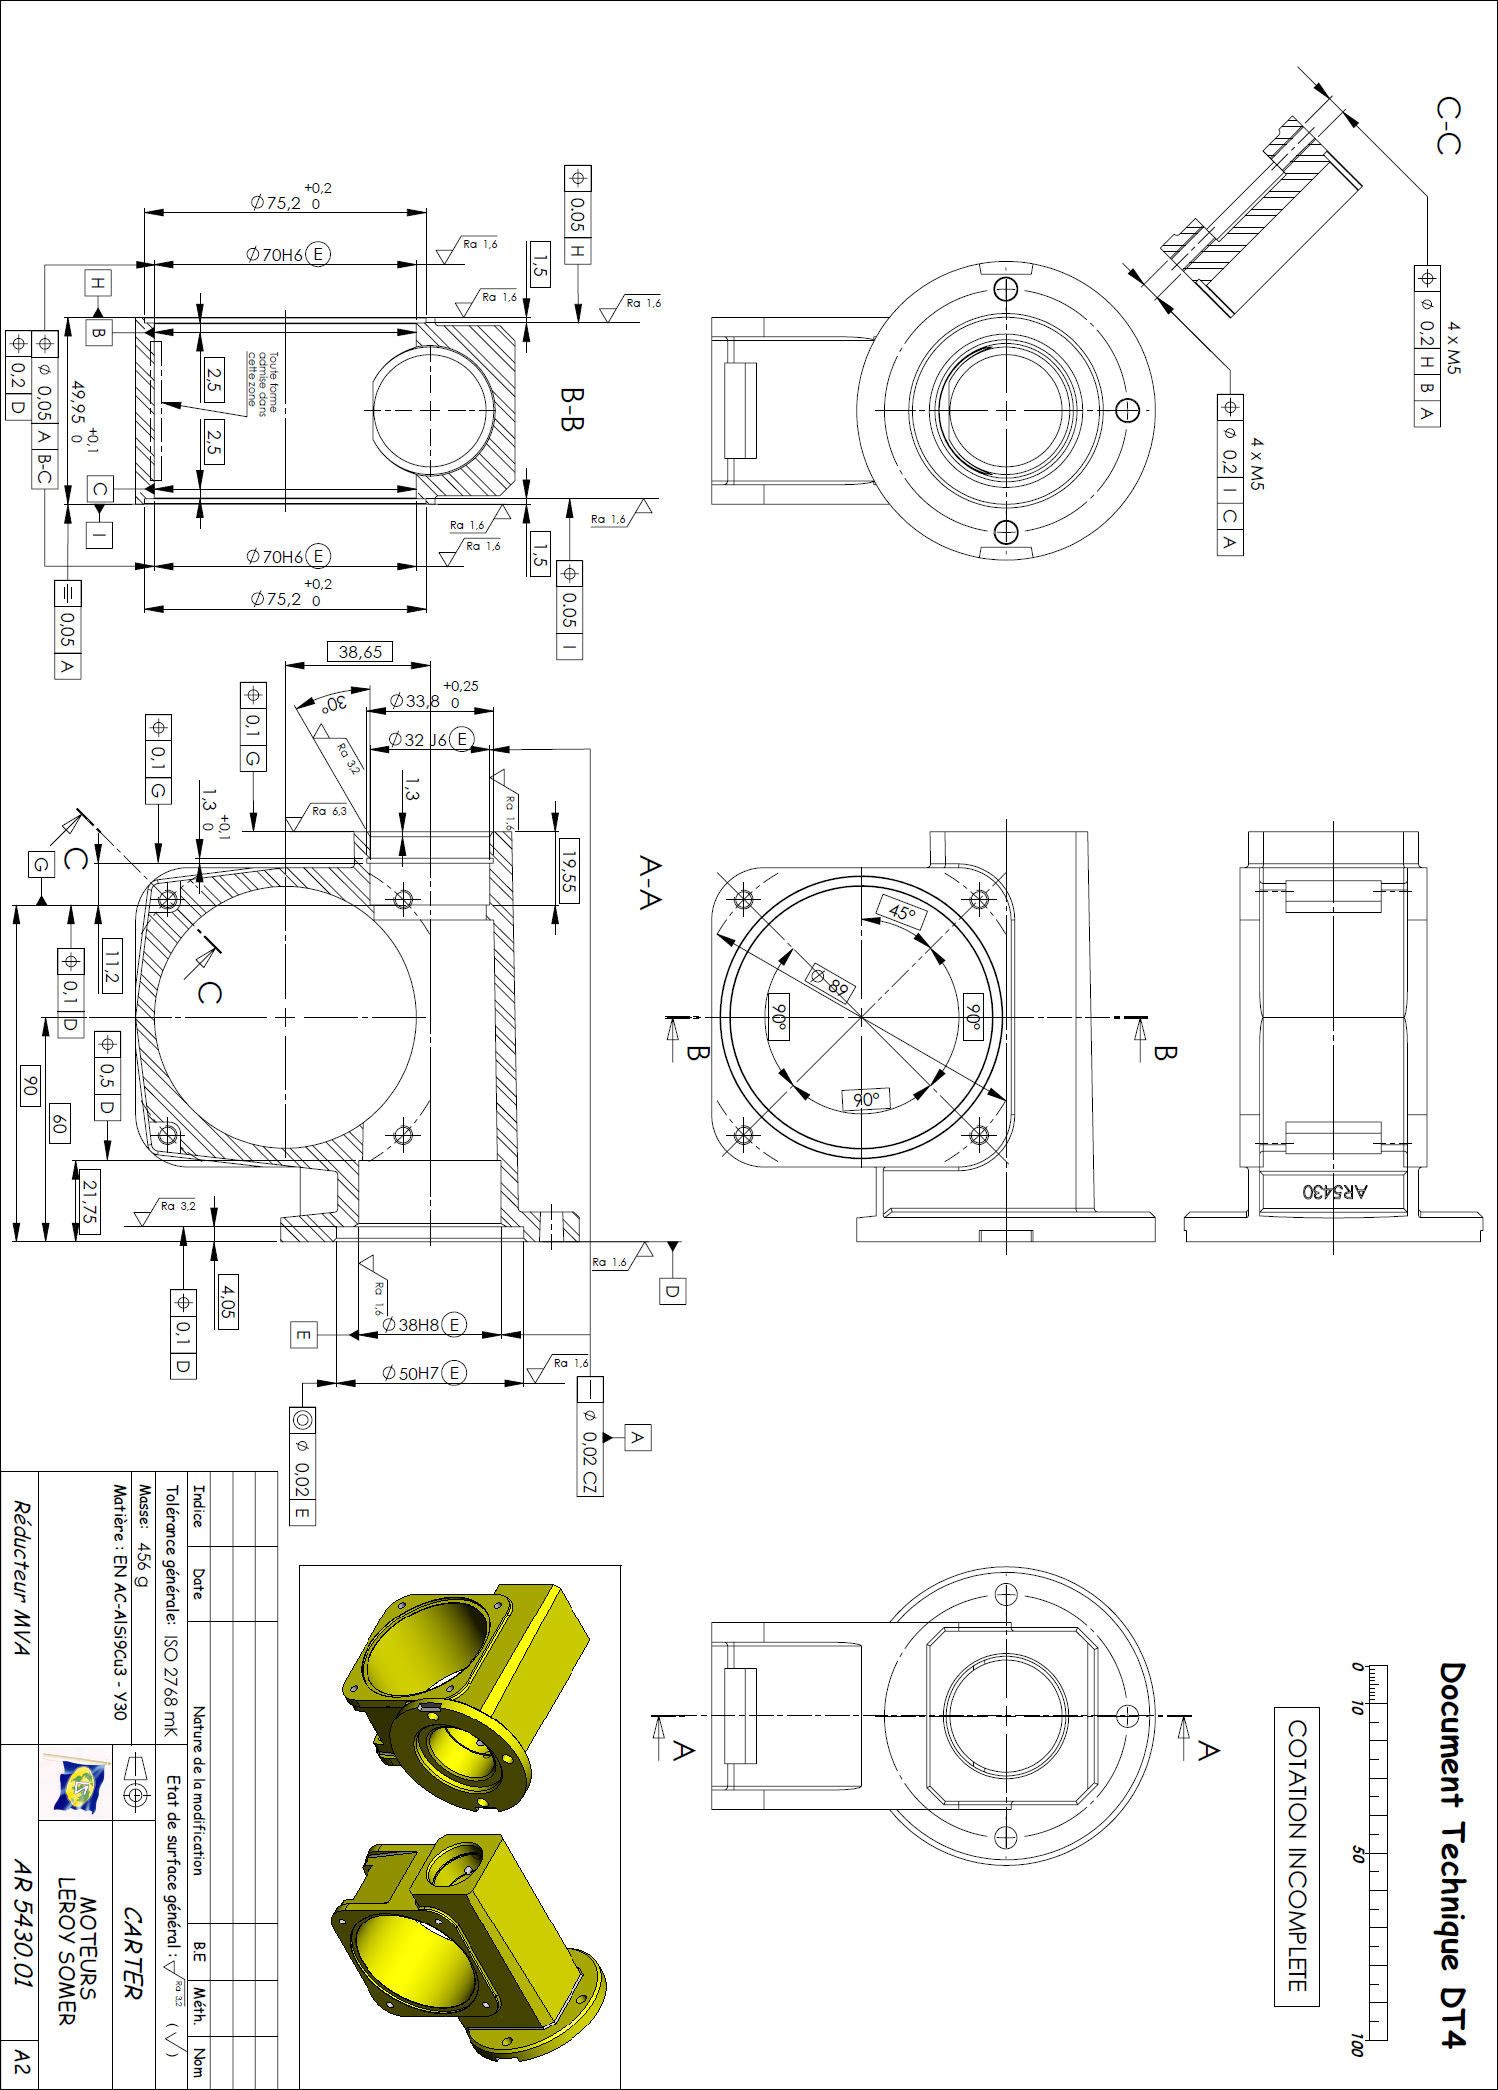 Document Technique DT4
0 10 50 100
COTATION INCOMPLETE
C-C
4 x M5
⌖ ⌀ 0,2 H B A
4 x M5
⌖ ⌀ 0,2 I C A
B-B
⌖ 0.05 H
1,5
⌀75,2 +0,2 0
⌀70H6 Ⓔ
Ra 1,6
Ra 1,6
Ra 1,6
H
B
2,5
Toute forme
admise dans
cette zone
2,5
C
I
⌖ ⌀ 0,05 A B-C
⌖ 0,2 D
49,95 +0,1 0
Ra 1,6
Ra 1,6
Ra 1,6
1,5
⌀70H6 Ⓔ
⌀75,2 +0,2 0
⌖ 0.05 I
⌯ 0,05 A
A-A
38,65
⌀33,8 +0,25 0
30°
⌀32 J6 Ⓔ
Ra 3,2
1,3
Ra 1,6
Ra 6,3
⌖ 0,1 G
⌖ 0,1 G
1,3 +0,1 0
19,55
C
C
G
11,2
⌖ 0,1 D
⌖ 0,5 D
90
60
21,75
Ra 3,2
4,05
⌖ 0,1 D
Ra 1.6
D
Ra 1,6
⌀38H8 Ⓔ
E
⌀50H7 Ⓔ
Ra 1,6
⏤ ⌀ 0,02 CZ
A
◎ ⌀ 0,02 E
45°
⌀ 89
90°
90°
90°
B
B
AR5430
A
A
Indice Date Nature de la modification B.E Méth. Nom
Tolérance générale: ISO 2768 mK
Etat de surface général : Ra 3,2 ( √ )
Masse: 456 g
Matière : EN AC-AlSi9Cu3 - Y30
CARTER
MOTEURS
LEROY SOMER
Réducteur MVA
AR 5430.01
A2